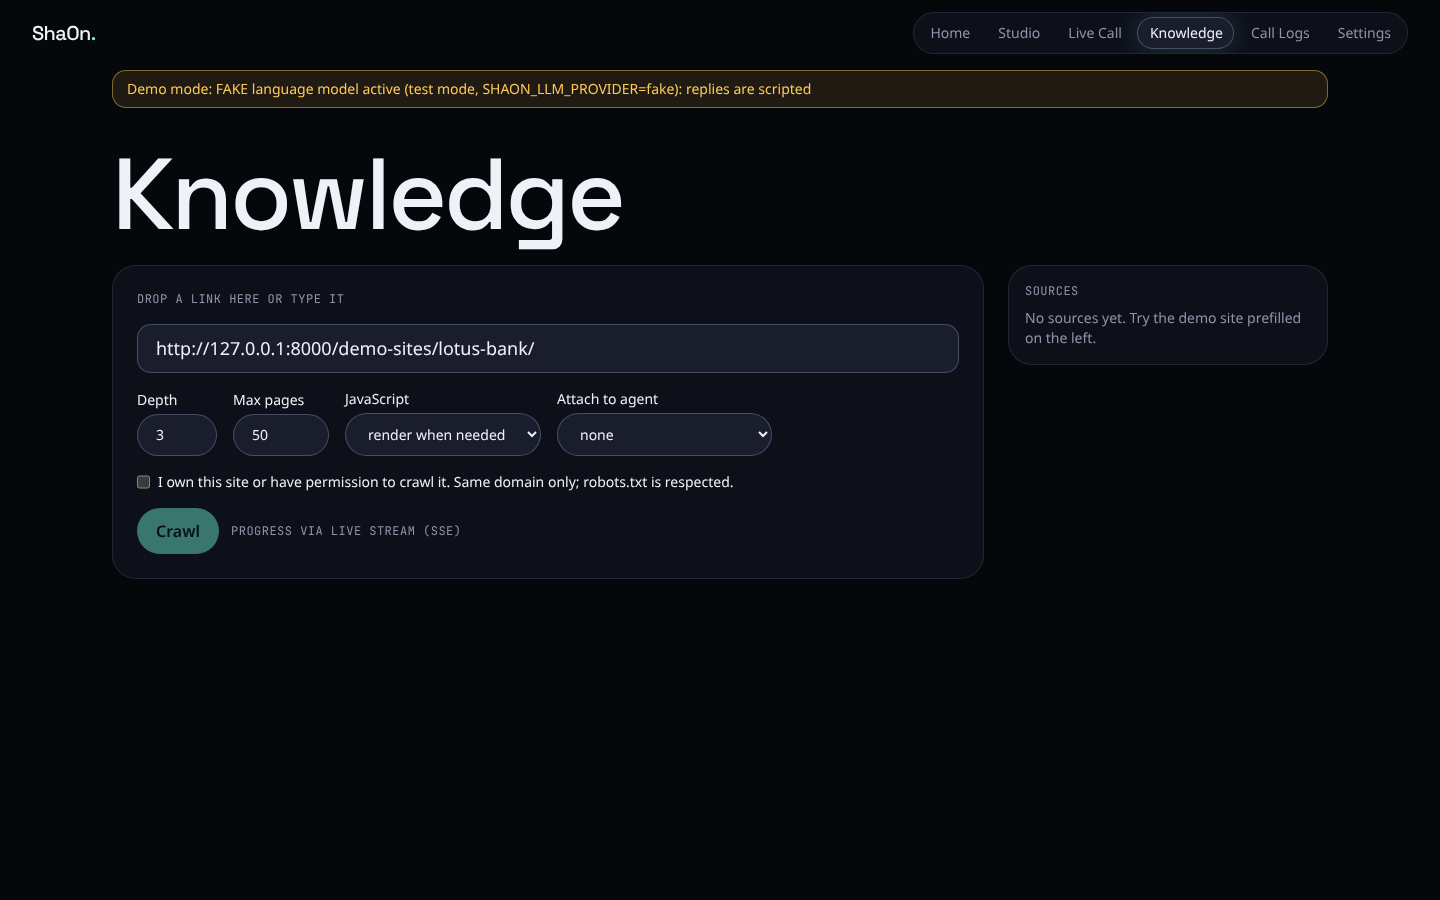 ShaOn.
Home Studio Live Call Knowledge Call Logs Settings
Demo mode: FAKE language model active (test mode, SHAON_LLM_PROVIDER=fake): replies are scripted
Knowledge
DROP A LINK HERE OR TYPE IT
http://127.0.0.1:8000/demo-sites/lotus-bank/
Depth Max pages JavaScript Attach to agent
3 50 render when needed none
I own this site or have permission to crawl it. Same domain only; robots.txt is respected.
Crawl PROGRESS VIA LIVE STREAM (SSE)
SOURCES
No sources yet. Try the demo site prefilled
on the left.